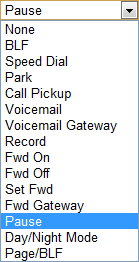 Pause
None
BLF
Speed Dial
Park
Call Pickup
Voicemail
Voicemail Gateway
Record
Fwd On
Fwd Off
Set Fwd
Fwd Gateway
Pause
Day/Night Mode
Page/BLF